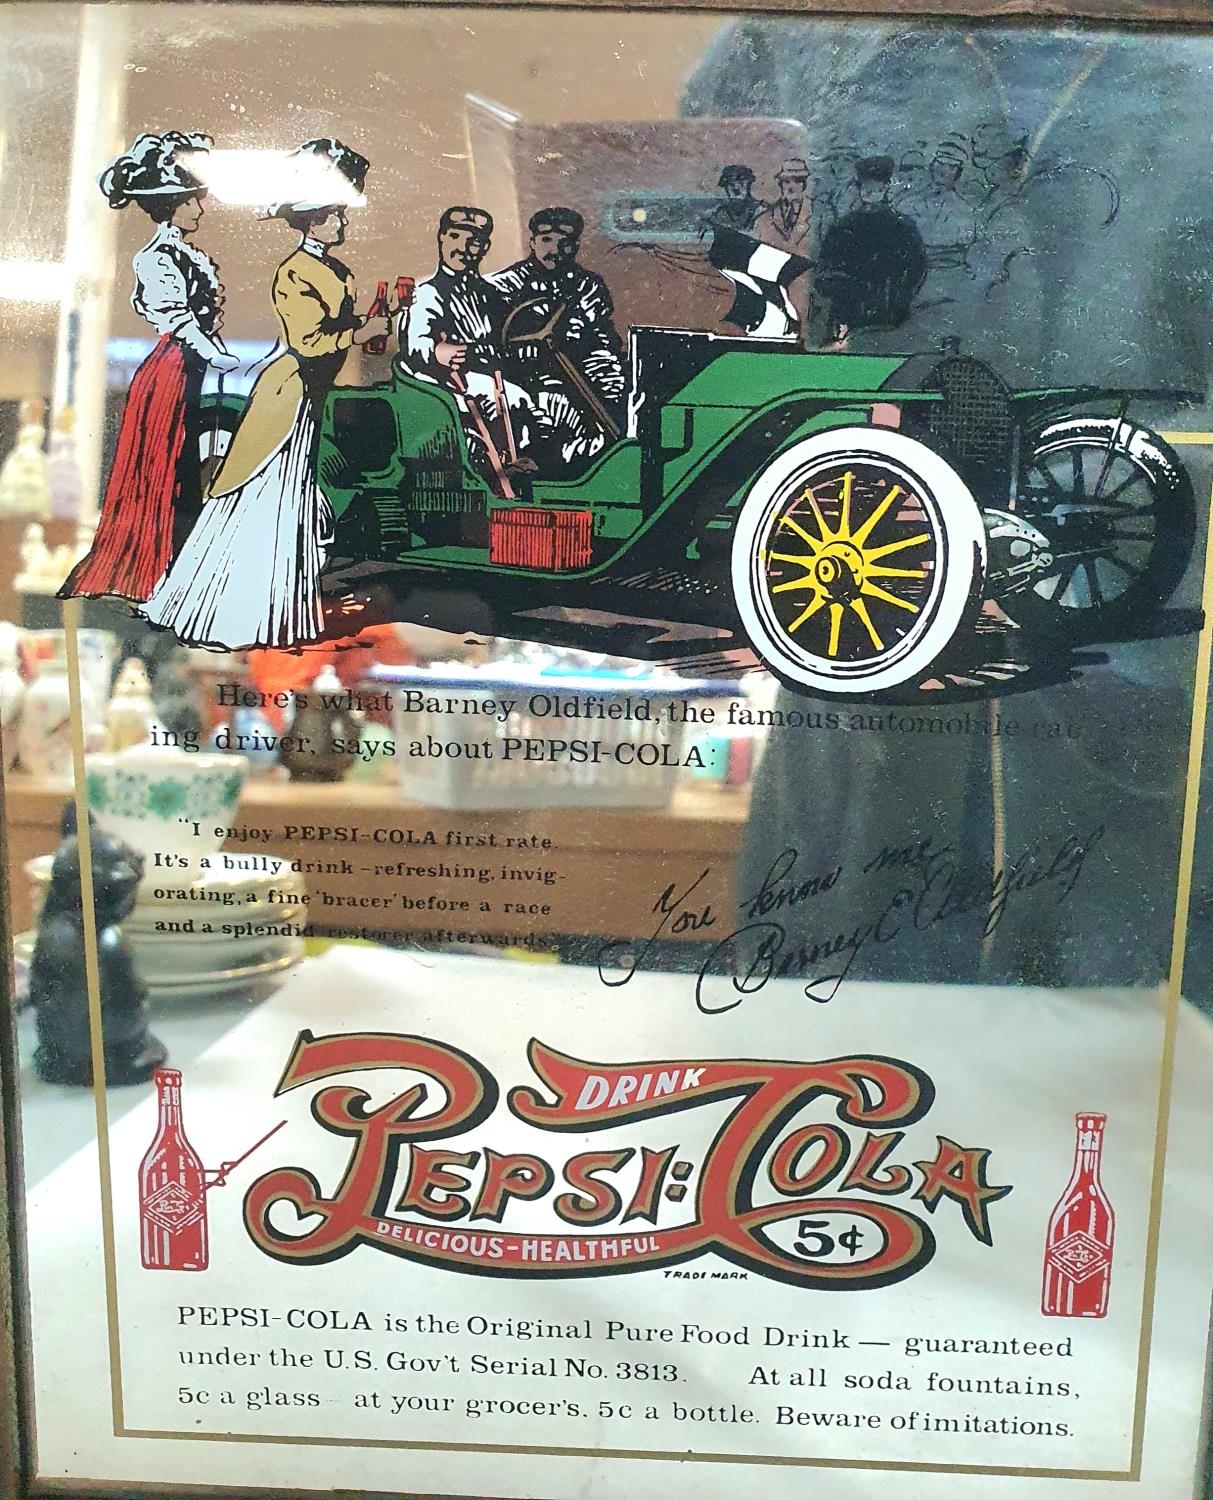 Here's what Barney Oldfield, the famous automobile rac
ing driver, says about PEPSI-COLA:
"I enjoy PEPSI-COLA first rate.
It's a bully drink - refreshing, invig-
orating, a fine 'bracer' before a race
and a splendid restorer afterwards."
You know me
Barney E Oldfield
DRINK
PEPSI:COLA
5¢
DELICIOUS-HEALTHFUL
TRADE MARK
PEPSI-COLA is the Original Pure Food Drink — guaranteed
under the U.S. Gov't Serial No. 3813. At all soda fountains,
5c a glass - at your grocer's. 5c a bottle. Beware of imitations.